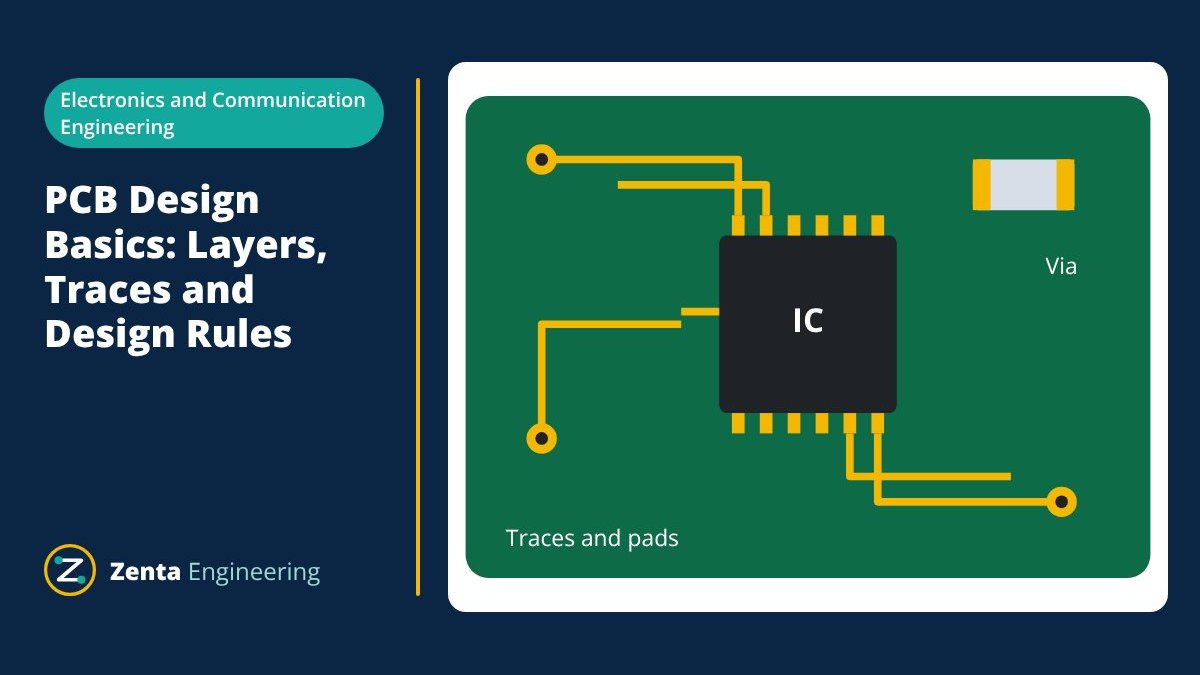 Electronics and Communication
Engineering
PCB Design
Basics: Layers,
Traces and
Design Rules
Zenta Engineering
IC
Via
Traces and pads